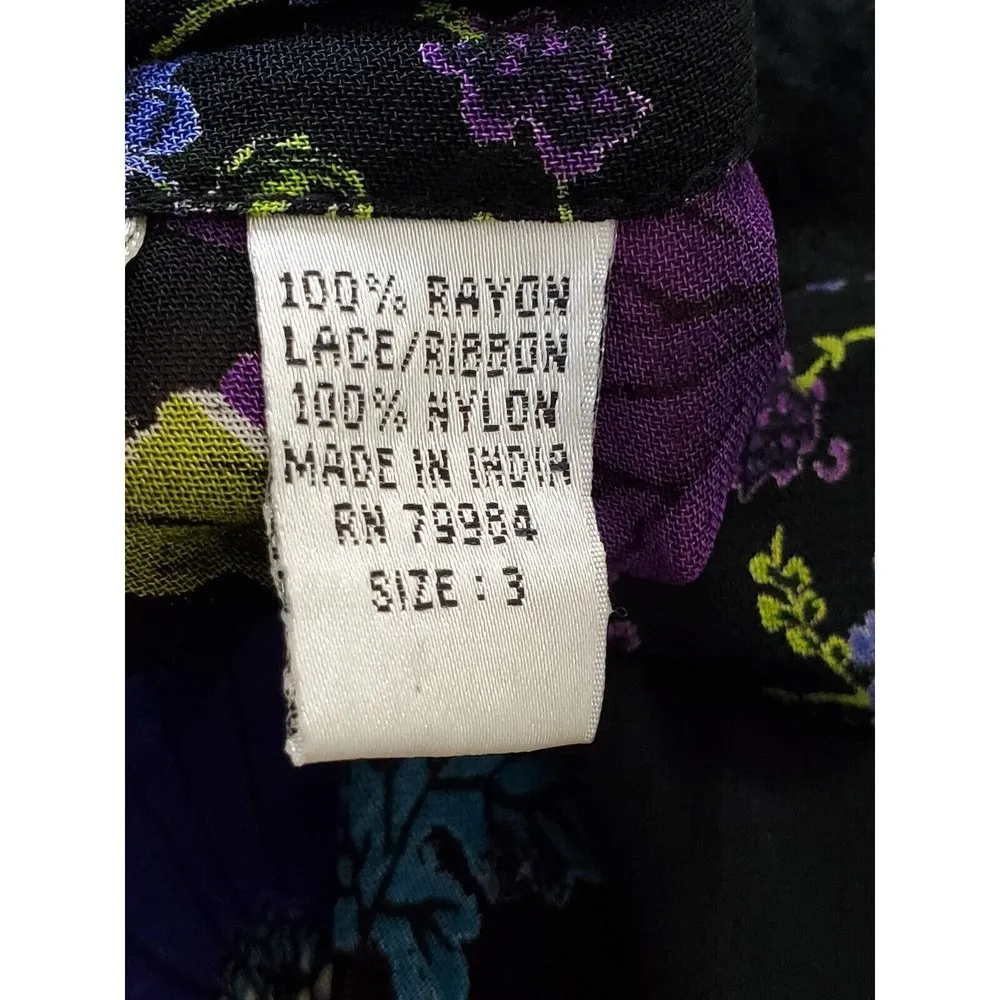 100% RAYON
LACE/RIBBON
100% NYLON
MADE IN INDIA
RN 79984
SIZE : 3